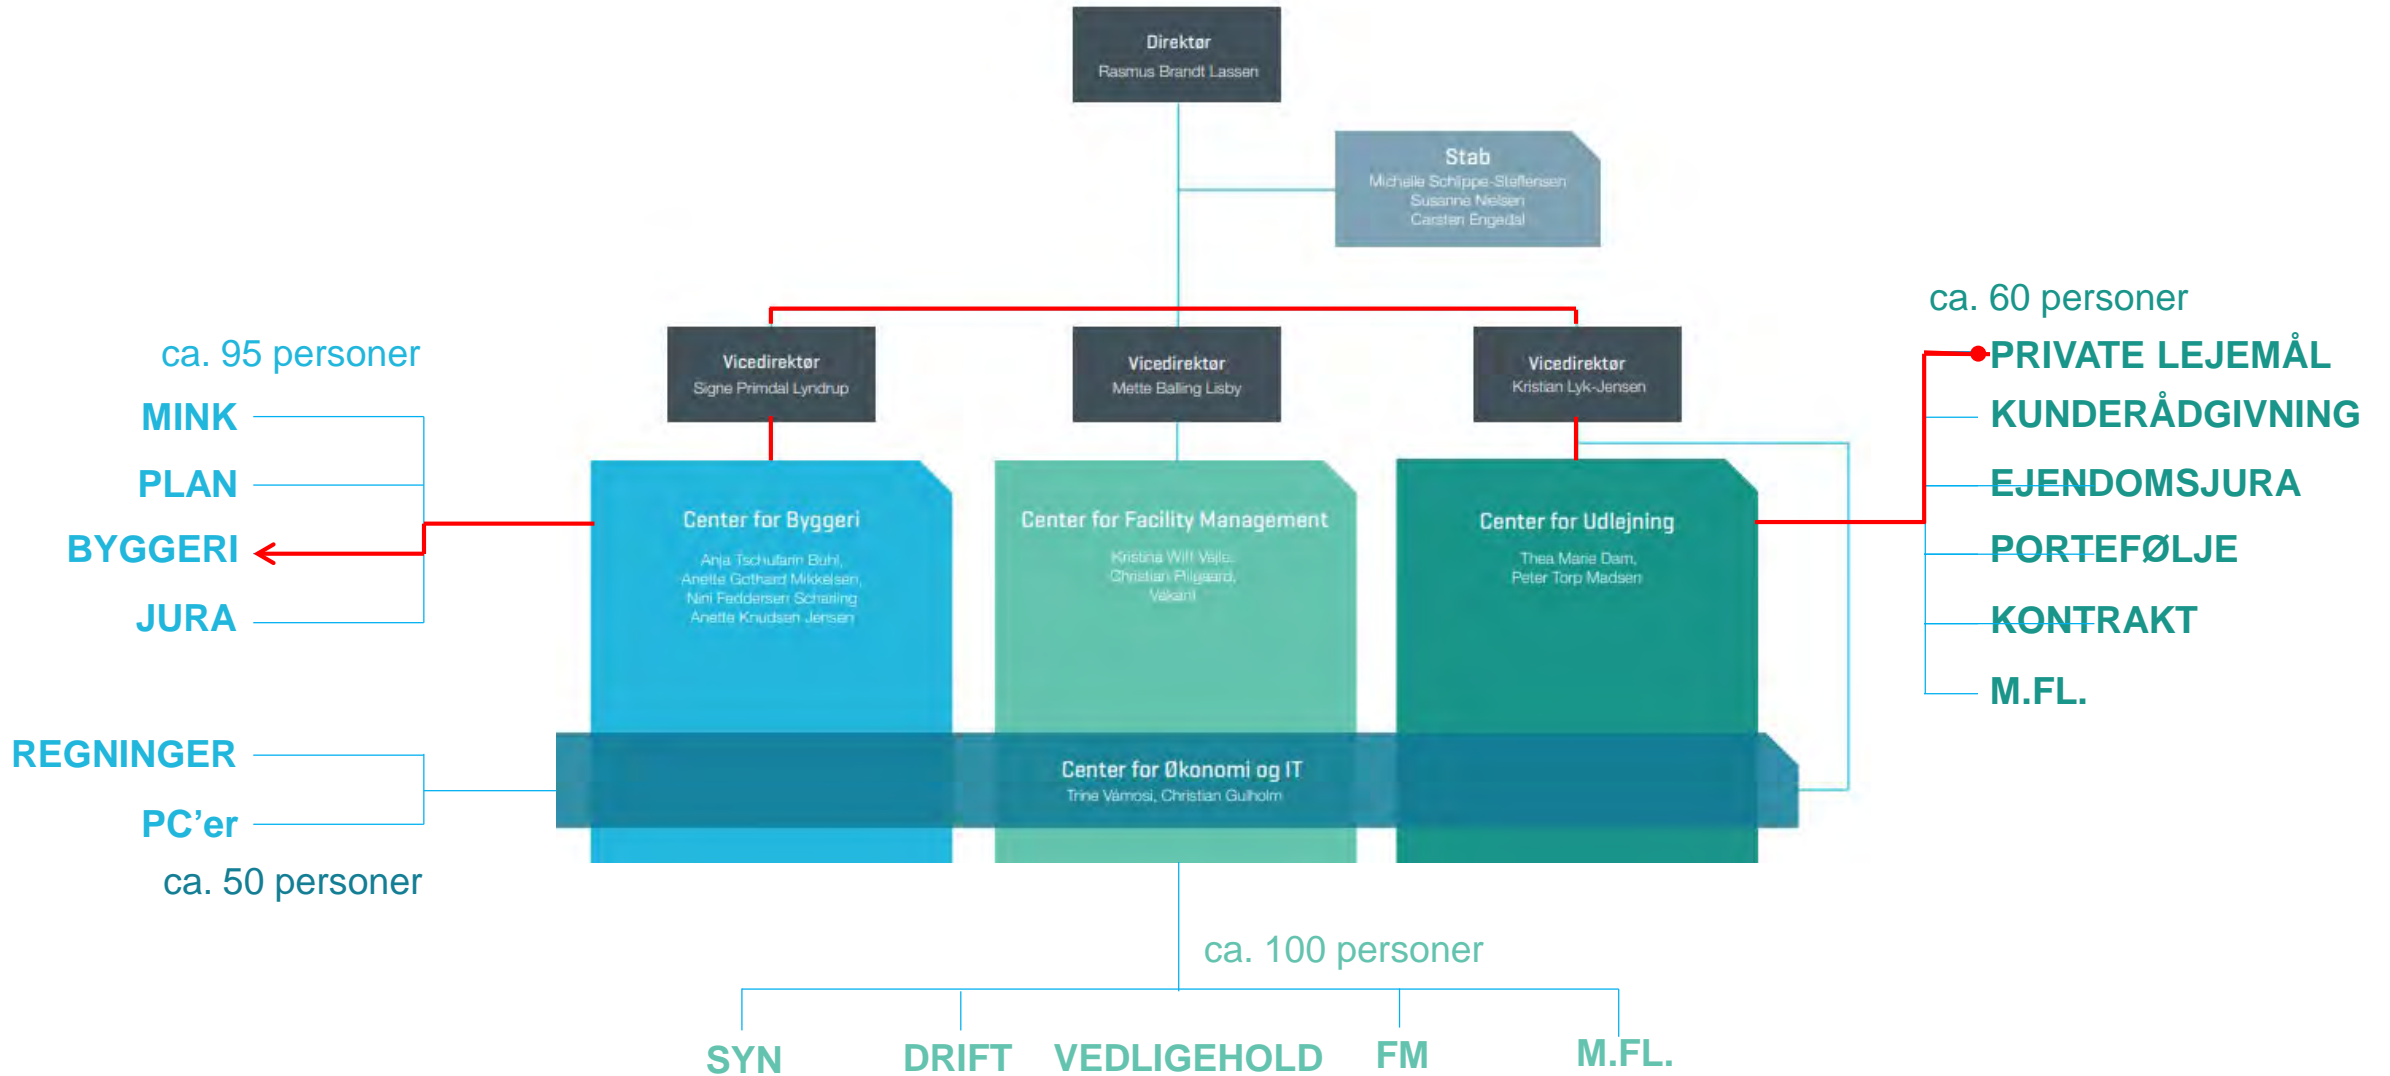 Direktør
Rasmus Brandt Lassen
Stab
Michelle Schlippe-Steffensen
Susanne Nielsen
Carsten Engedal
ca. 95 personer
MINK
PLAN
BYGGERI
JURA
REGNINGER
PC’er
ca. 50 personer
Vicedirektør
Signe Primdal Lyndrup
Vicedirektør
Mette Balling Lisby
Vicedirektør
Kristian Lyk-Jensen
Center for Byggeri
Anja Tschufarin Buhl,
Anette Gothard Mikkelsen,
Nini Feddersen Scharling
Anette Knudsen Jensen
Center for Facility Management
Kristina Wiff Vejle,
Christian Pilgaard,
Vakant
Center for Udlejning
Thea Marie Dam,
Peter Torp Madsen
Center for Økonomi og IT
Trine Vámosi, Christian Gulholm
ca. 60 personer
PRIVATE LEJEMÅL
KUNDERÅDGIVNING
EJENDOMSJURA
PORTEFØLJE
KONTRAKT
M.FL.
ca. 100 personer
SYN
DRIFT
VEDLIGEHOLD
FM
M.FL.